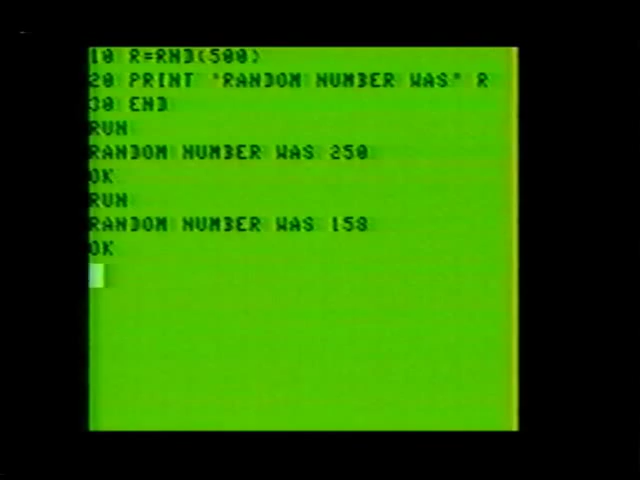 10 R=RND(500)
20 PRINT "RANDOM NUMBER WAS" R
30 END
RUN
RANDOM NUMBER WAS 250
OK
RUN
RANDOM NUMBER WAS 158
OK